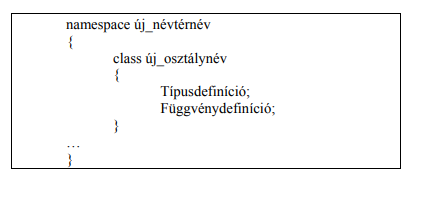 namespace új_névtérnév
{
class új_osztálynév
{
Típusdefiníció;
Függvénydefiníció;
}
…
}